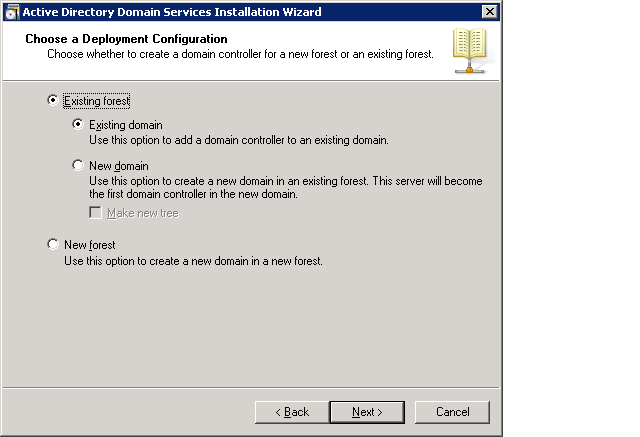 Active Directory Domain Services Installation Wizard
Choose a Deployment Configuration
Choose whether to create a domain controller for a new forest or an existing forest.
Existing forest
Existing domain
Use this option to add a domain controller to an existing domain.
New domain
Use this option to create a new domain in an existing forest. This server will become
the first domain controller in the new domain.
Make new tree
New forest
Use this option to create a new domain in a new forest.
< Back Next > Cancel